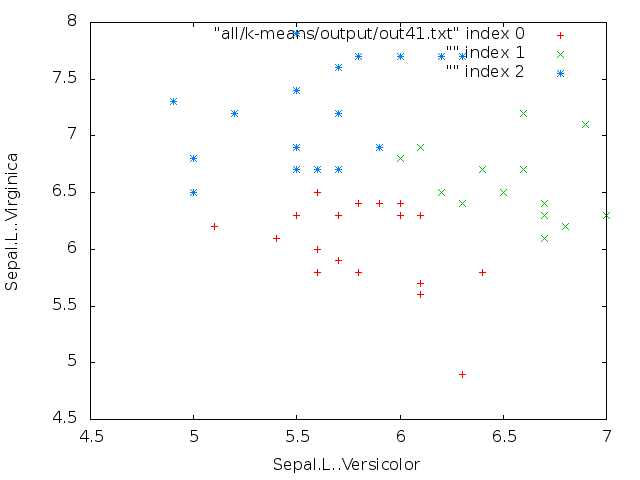 "all/k-means/output/out41.txt" index 0
"" index 1
"" index 2
8
7.5
7
6.5
6
5.5
5
4.5
Sepal.L..Virginica
4.5 5 5.5 6 6.5 7
Sepal.L..Versicolor